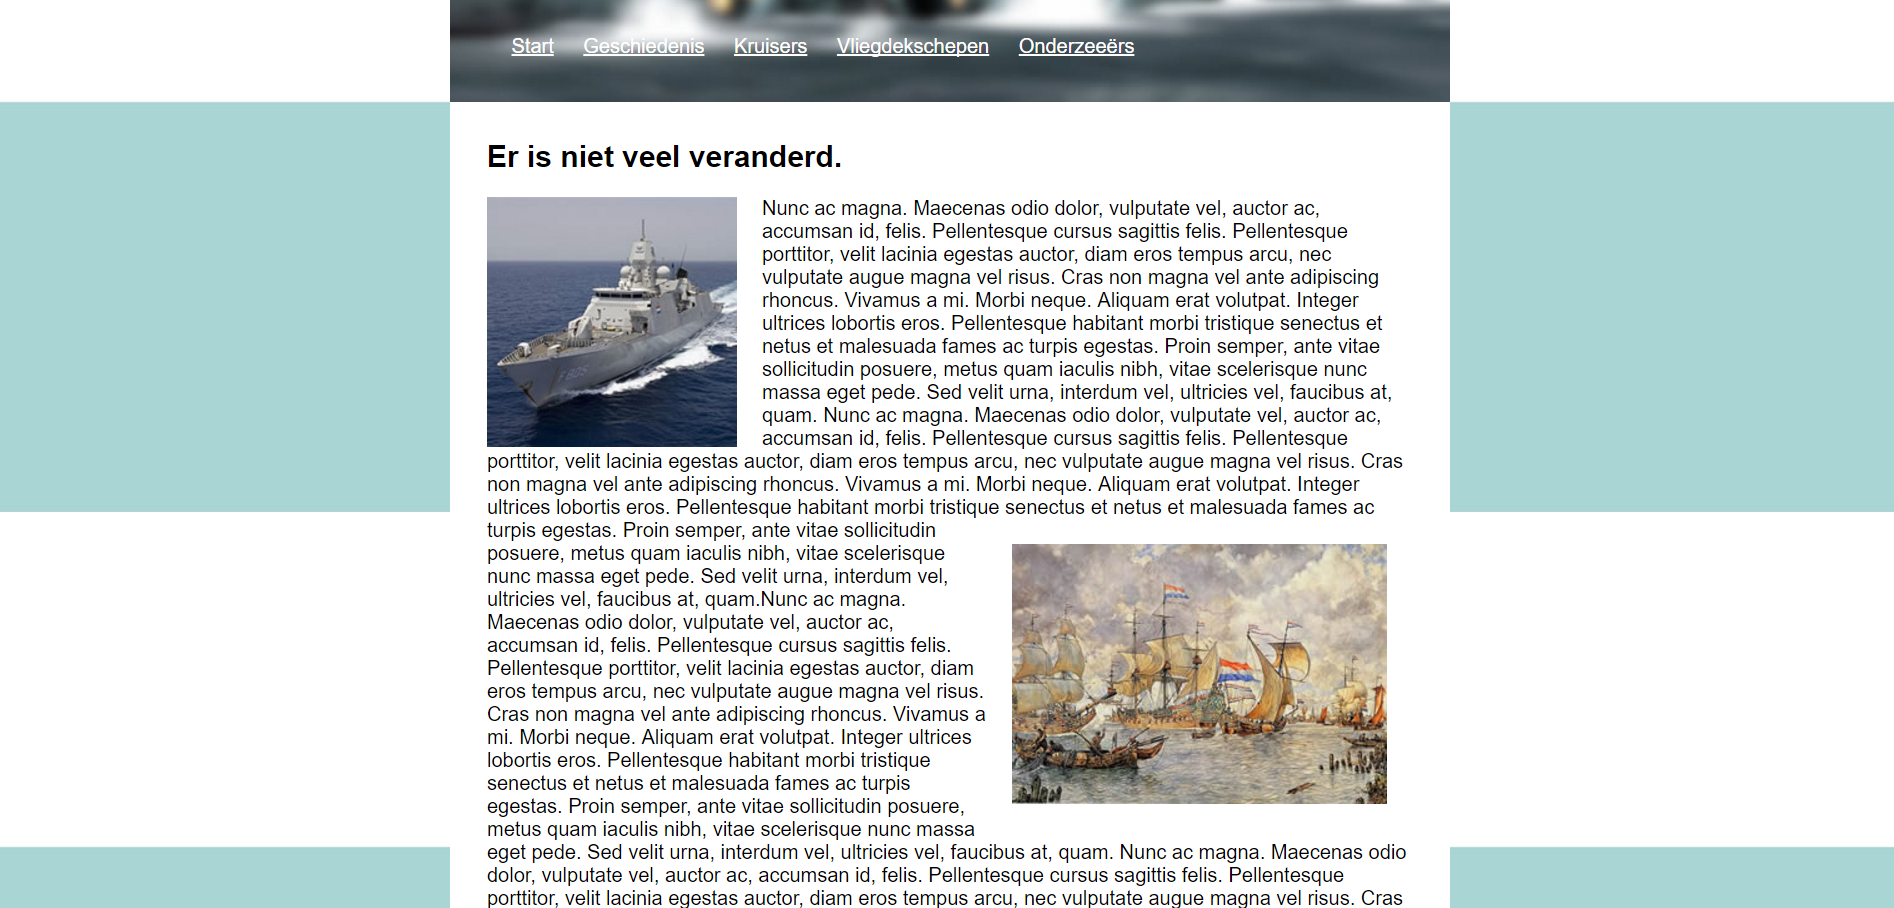 Start Geschiedenis Kruisers Vliegdekschepen Onderzeeërs
Er is niet veel veranderd.
Nunc ac magna. Maecenas odio dolor, vulputate vel, auctor ac,
accumsan id, felis. Pellentesque cursus sagittis felis. Pellentesque
porttitor, velit lacinia egestas auctor, diam eros tempus arcu, nec
vulputate augue magna vel risus. Cras non magna vel ante adipiscing
rhoncus. Vivamus a mi. Morbi neque. Aliquam erat volutpat. Integer
ultrices lobortis eros. Pellentesque habitant morbi tristique senectus et
netus et malesuada fames ac turpis egestas. Proin semper, ante vitae
sollicitudin posuere, metus quam iaculis nibh, vitae scelerisque nunc
massa eget pede. Sed velit urna, interdum vel, ultricies vel, faucibus at,
quam. Nunc ac magna. Maecenas odio dolor, vulputate vel, auctor ac,
accumsan id, felis. Pellentesque cursus sagittis felis. Pellentesque
porttitor, velit lacinia egestas auctor, diam eros tempus arcu, nec vulputate augue magna vel risus. Cras
non magna vel ante adipiscing rhoncus. Vivamus a mi. Morbi neque. Aliquam erat volutpat. Integer
ultrices lobortis eros. Pellentesque habitant morbi tristique senectus et netus et malesuada fames ac
turpis egestas. Proin semper, ante vitae sollicitudin
posuere, metus quam iaculis nibh, vitae scelerisque
nunc massa eget pede. Sed velit urna, interdum vel,
ultricies vel, faucibus at, quam.Nunc ac magna.
Maecenas odio dolor, vulputate vel, auctor ac,
accumsan id, felis. Pellentesque cursus sagittis felis.
Pellentesque porttitor, velit lacinia egestas auctor, diam
eros tempus arcu, nec vulputate augue magna vel risus.
Cras non magna vel ante adipiscing rhoncus. Vivamus a
mi. Morbi neque. Aliquam erat volutpat. Integer ultrices
lobortis eros. Pellentesque habitant morbi tristique
senectus et netus et malesuada fames ac turpis
egestas. Proin semper, ante vitae sollicitudin posuere,
metus quam iaculis nibh, vitae scelerisque nunc massa
eget pede. Sed velit urna, interdum vel, ultricies vel, faucibus at, quam. Nunc ac magna. Maecenas odio
dolor, vulputate vel, auctor ac, accumsan id, felis. Pellentesque cursus sagittis felis. Pellentesque
porttitor, velit lacinia egestas auctor, diam eros tempus arcu, nec vulputate augue magna vel risus. Cras